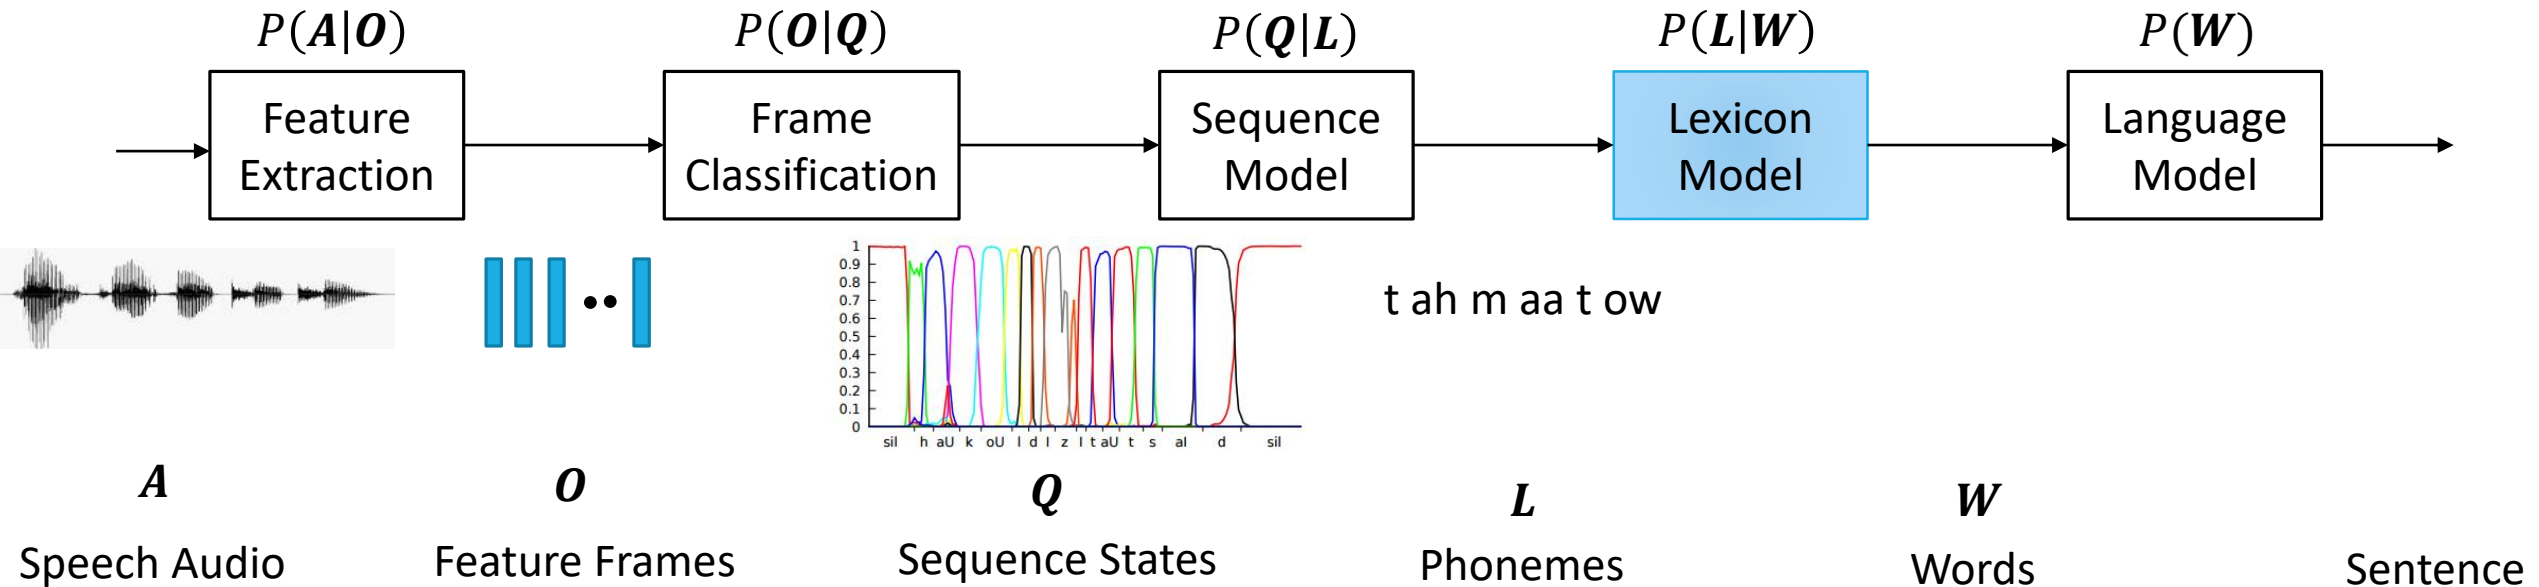 P(A|O) P(O|Q) P(Q|L) P(L|W) P(W)
Feature Extraction
Frame Classification
Sequence Model
Lexicon Model
Language Model
1
0.9
0.8
0.7
0.6
0.5
0.4
0.3
0.2
0.1
0
sil h aU k oU l d I z I t aU t s aI d sil
t ah m aa t ow
A O Q L W
Speech Audio Feature Frames Sequence States Phonemes Words Sentence